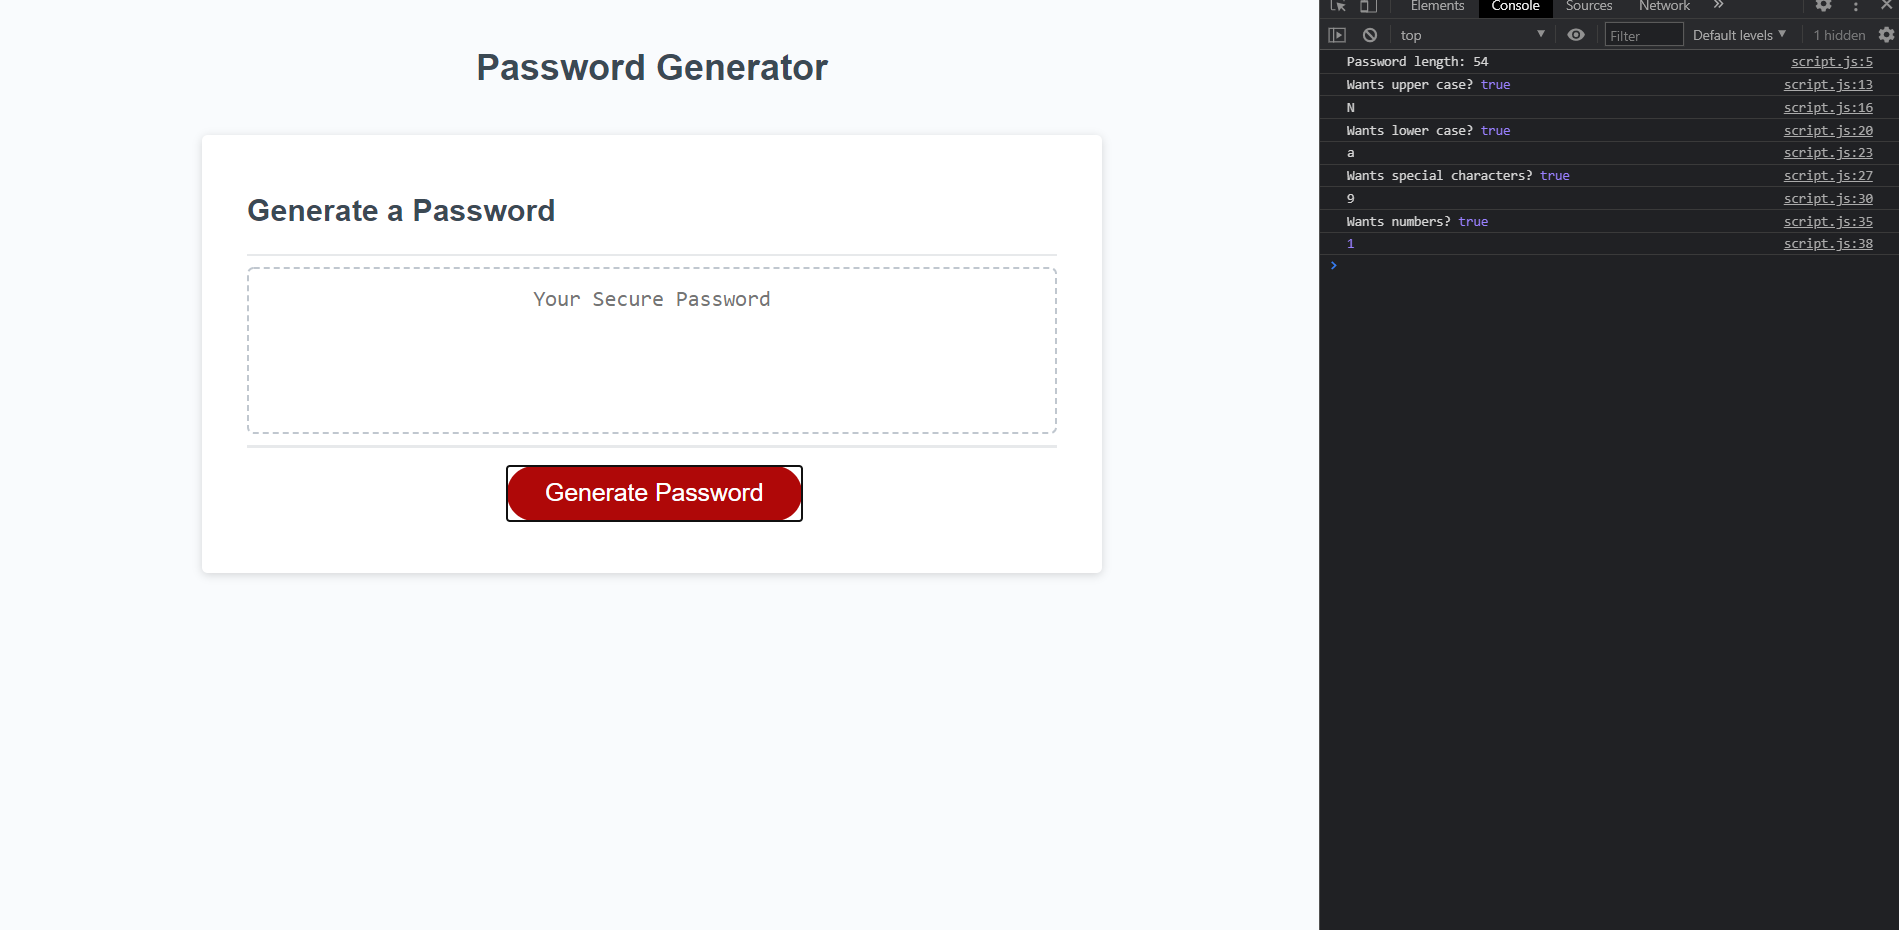 Password Generator
Generate a Password
Your Secure Password
Generate Password
Elements Console Sources Network »
top Filter Default levels 1 hidden
Password length: 54 script.js:5
Wants upper case? true script.js:13
N script.js:16
Wants lower case? true script.js:20
a script.js:23
Wants special characters? true script.js:27
9 script.js:30
Wants numbers? true script.js:35
1 script.js:38